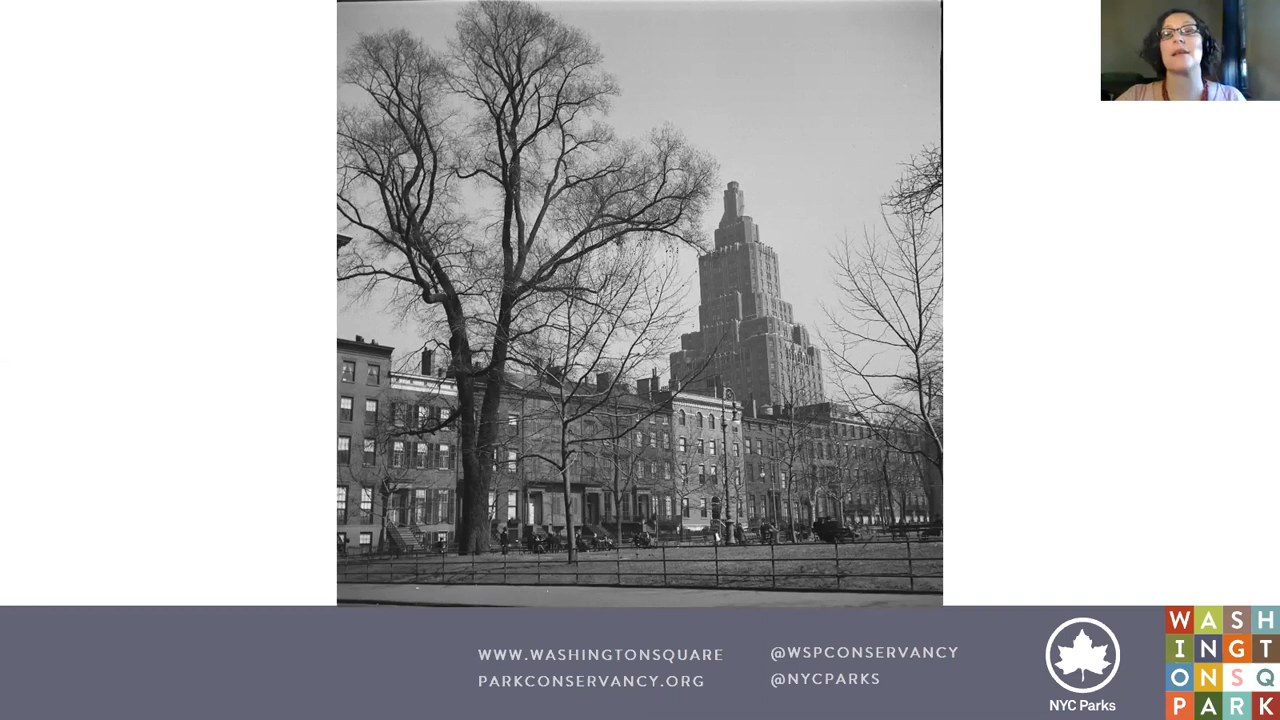 WWW.WASHINGTONSQUARE
PARKCONSERVANCY.ORG
@WSPCONSERVANCY
@NYCPARKS
NYC Parks
WASH
INGT
ONSQ
PARK